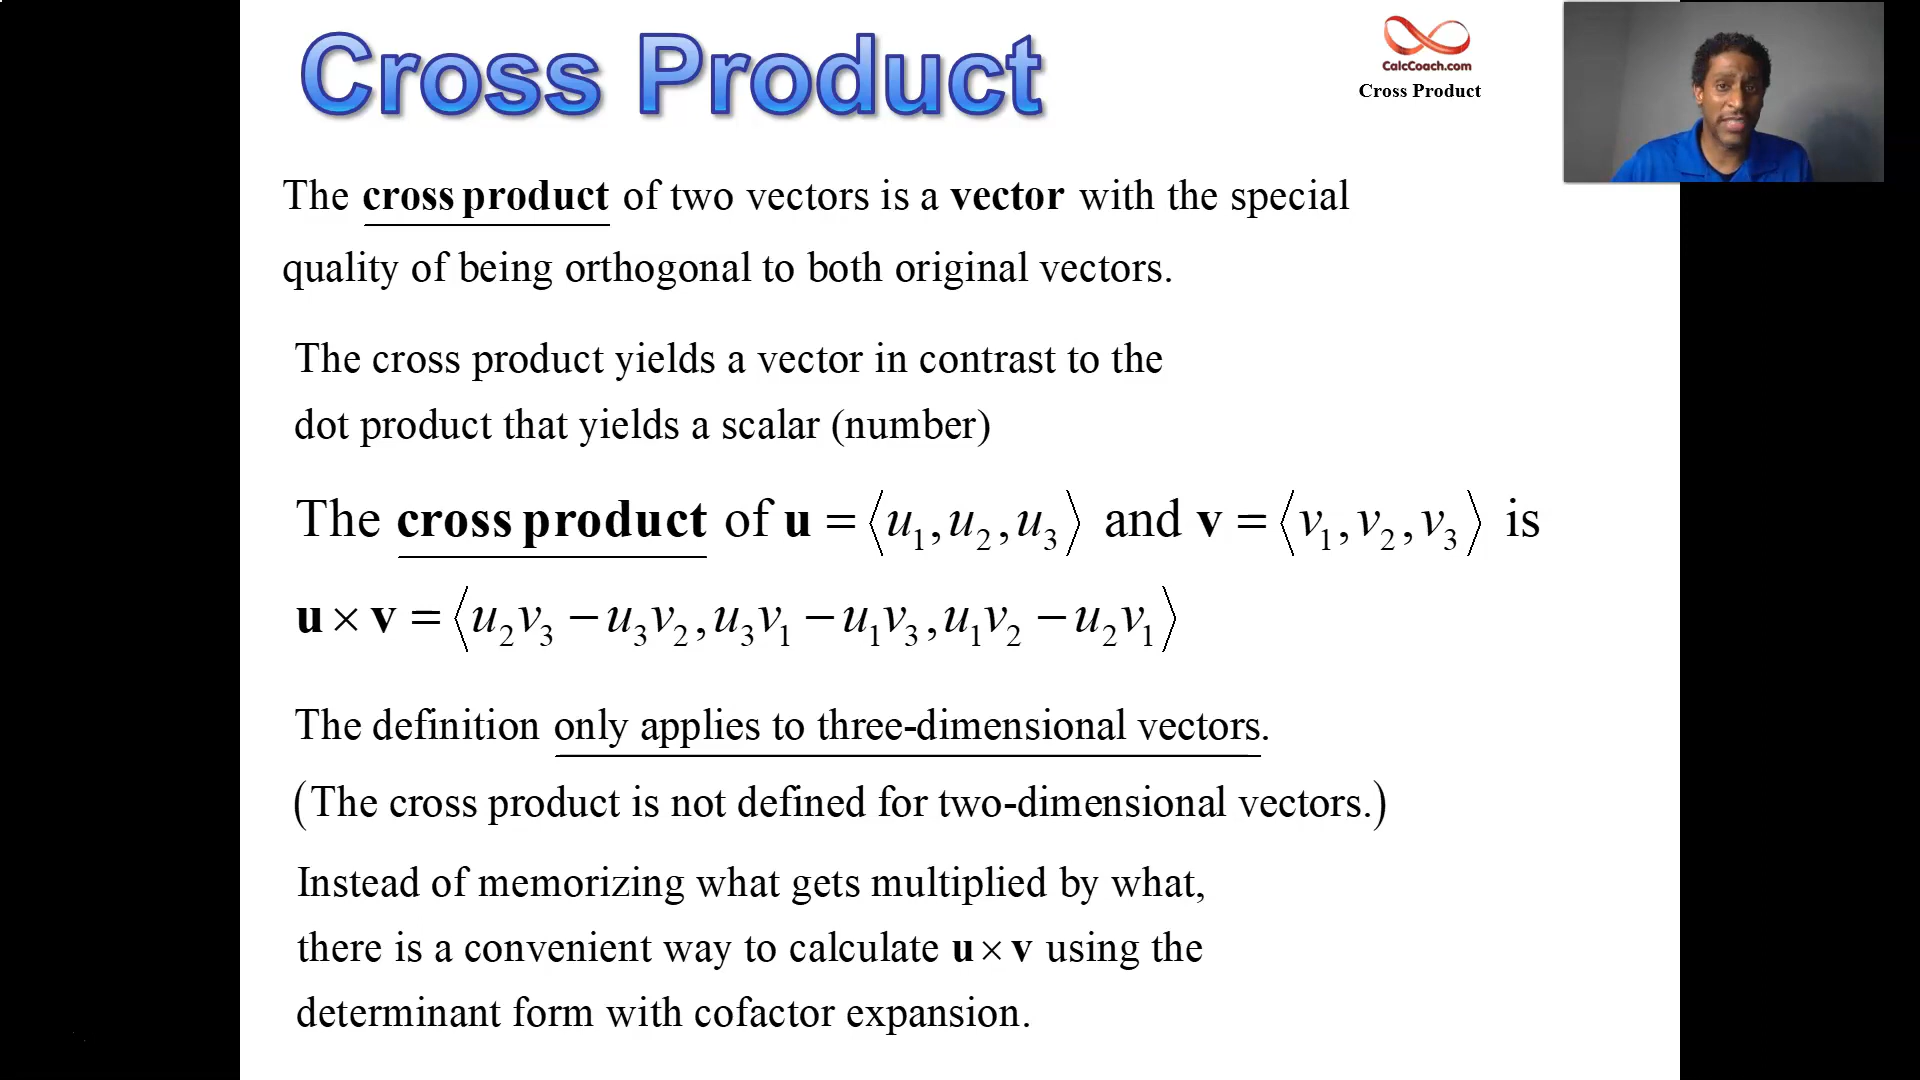 Cross Product
CalcCoach.com
Cross Product
The cross product of two vectors is a vector with the special
quality of being orthogonal to both original vectors.
The cross product yields a vector in contrast to the
dot product that yields a scalar (number)
The cross product of u = ⟨u₁, u₂, u₃⟩ and v = ⟨v₁, v₂, v₃⟩ is
u × v = ⟨u₂v₃ − u₃v₂, u₃v₁ − u₁v₃, u₁v₂ − u₂v₁⟩
The definition only applies to three-dimensional vectors.
(The cross product is not defined for two-dimensional vectors.)
Instead of memorizing what gets multiplied by what,
there is a convenient way to calculate u × v using the
determinant form with cofactor expansion.